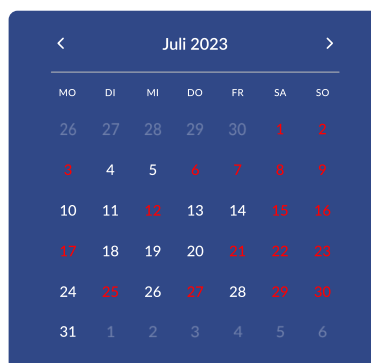 Juli 2023
MO DI MI DO FR SA SO
26 27 28 29 30 1 2
3 4 5 6 7 8 9
10 11 12 13 14 15 16
17 18 19 20 21 22 23
24 25 26 27 28 29 30
31 1 2 3 4 5 6